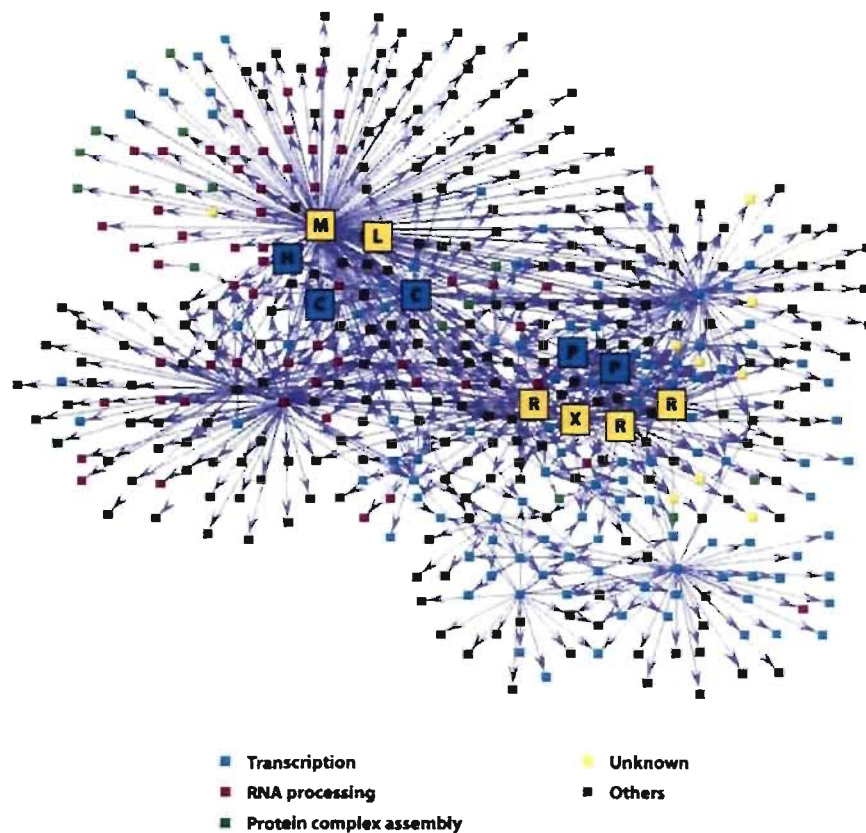 M
L
H
C
C
P
P
R
X
R
R
Transcription
Unknown
RNA processing
Others
Protein complex assembly